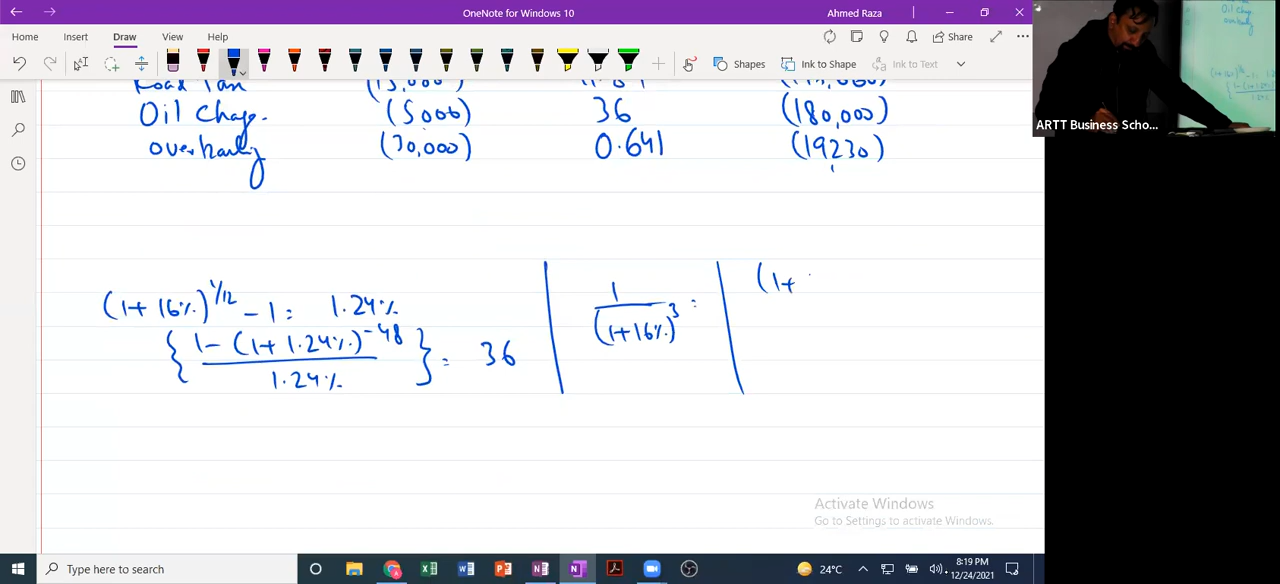 OneNote for Windows 10
Ahmed Raza
Home Insert Draw View Help
Share
Shapes
Ink to Shape
Ink to Text
ARTT Business Scho...
Oil Chage. (5000) 36 (180,000)
overhauling (30,000) 0.641 (19230)
(1+16%)^1/12 - 1 = 1.24%
{ 1-(1+1.24%)^-48 / 1.24% } = 36
1 / (1+16%)^3 =
(1+
Activate Windows
Go to Settings to activate Windows.
Type here to search
24°C
8:19 PM
12/24/2021